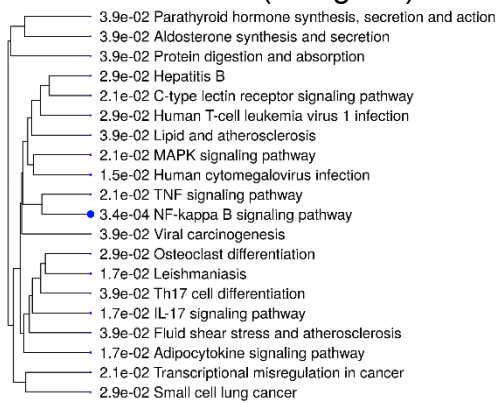 3.9e-02 Parathyroid hormone synthesis, secretion and action
3.9e-02 Aldosterone synthesis and secretion
3.9e-02 Protein digestion and absorption
2.9e-02 Hepatitis B
2.1e-02 C-type lectin receptor signaling pathway
2.9e-02 Human T-cell leukemia virus 1 infection
3.9e-02 Lipid and atherosclerosis
2.1e-02 MAPK signaling pathway
1.5e-02 Human cytomegalovirus infection
2.1e-02 TNF signaling pathway
3.4e-04 NF-kappa B signaling pathway
3.9e-02 Viral carcinogenesis
2.9e-02 Osteoclast differentiation
1.7e-02 Leishmaniasis
3.9e-02 Th17 cell differentiation
1.7e-02 IL-17 signaling pathway
3.9e-02 Fluid shear stress and atherosclerosis
1.7e-02 Adipocytokine signaling pathway
2.1e-02 Transcriptional misregulation in cancer
2.9e-02 Small cell lung cancer